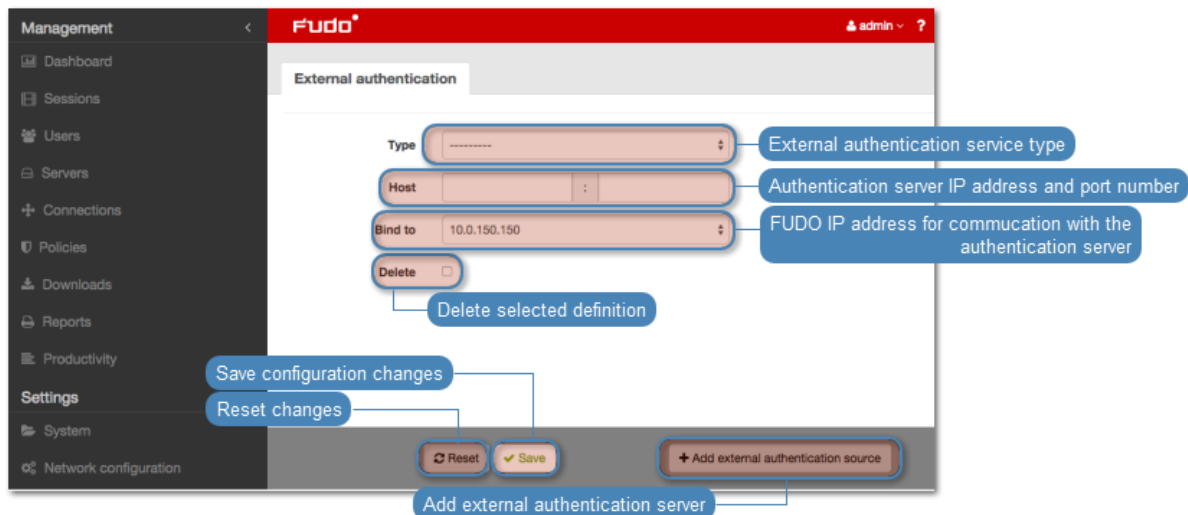 Management
Dashboard
Sessions
Users
Servers
Connections
Policies
Downloads
Reports
Productivity
Settings
System
Network configuration
FUDO
admin ?
External authentication
Type ---------
External authentication service type
Host :
Authentication server IP address and port number
Bind to 10.0.150.150
FUDO IP address for commucation with the
authentication server
Delete
Delete selected definition
Save configuration changes
Reset changes
Reset Save + Add external authentication source
Add external authentication server